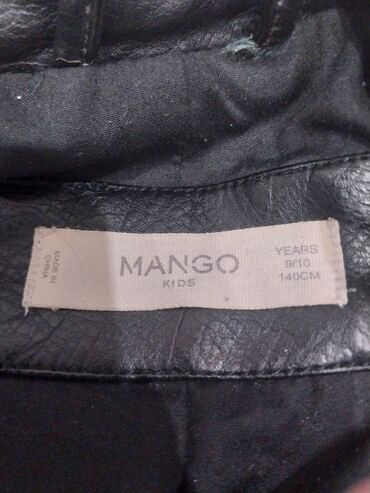 MADE IN
CHINA
MANGO
KIDS
YEARS
9/10
140CM